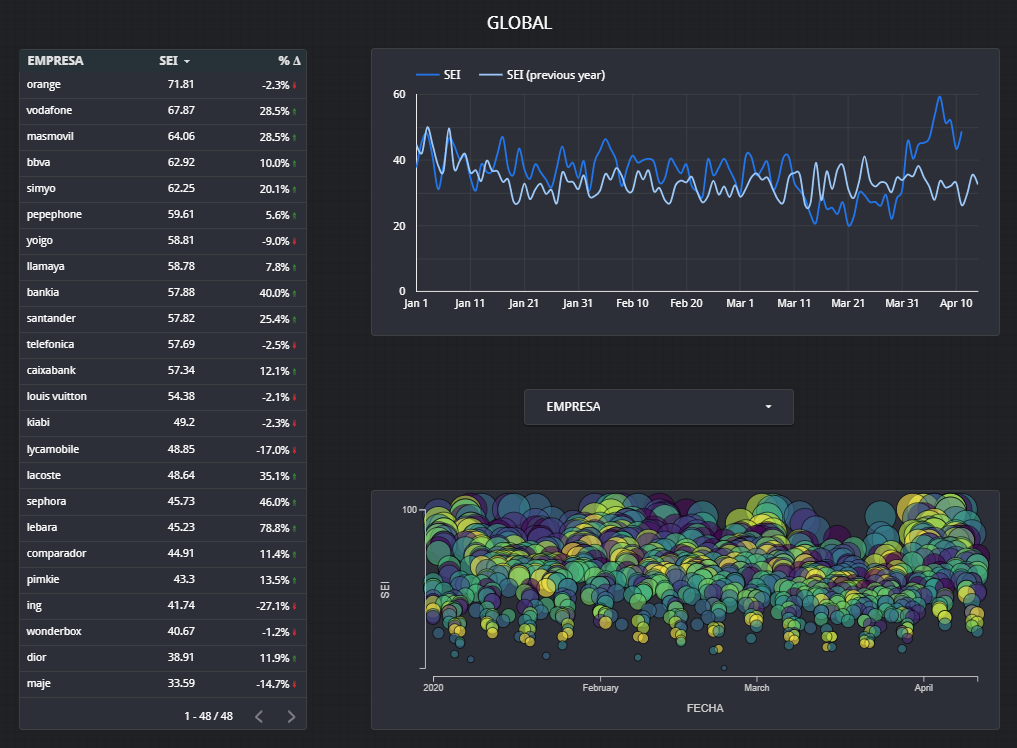 GLOBAL
EMPRESA SEI % Δ
orange 71.81 -2.3%
vodafone 67.87 28.5%
masmovil 64.06 28.5%
bbva 62.92 10.0%
simyo 62.25 20.1%
pepephone 59.61 5.6%
yoigo 58.81 -9.0%
llamaya 58.78 7.8%
bankia 57.88 40.0%
santander 57.82 25.4%
telefonica 57.69 -2.5%
caixabank 57.34 12.1%
louis vuitton 54.38 -2.1%
kiabi 49.2 -2.3%
lycamobile 48.85 -17.0%
lacoste 48.64 35.1%
sephora 45.73 46.0%
lebara 45.23 78.8%
comparador 44.91 11.4%
pimkie 43.3 13.5%
ing 41.74 -27.1%
wonderbox 40.67 -1.2%
dior 38.91 11.9%
maje 33.59 -14.7%
1 - 48 / 48
SEI SEI (previous year)
60
40
20
0
Jan 1 Jan 11 Jan 21 Jan 31 Feb 10 Feb 20 Mar 1 Mar 11 Mar 21 Mar 31 Apr 10
EMPRESA
100
SEI
2020 February March April
FECHA